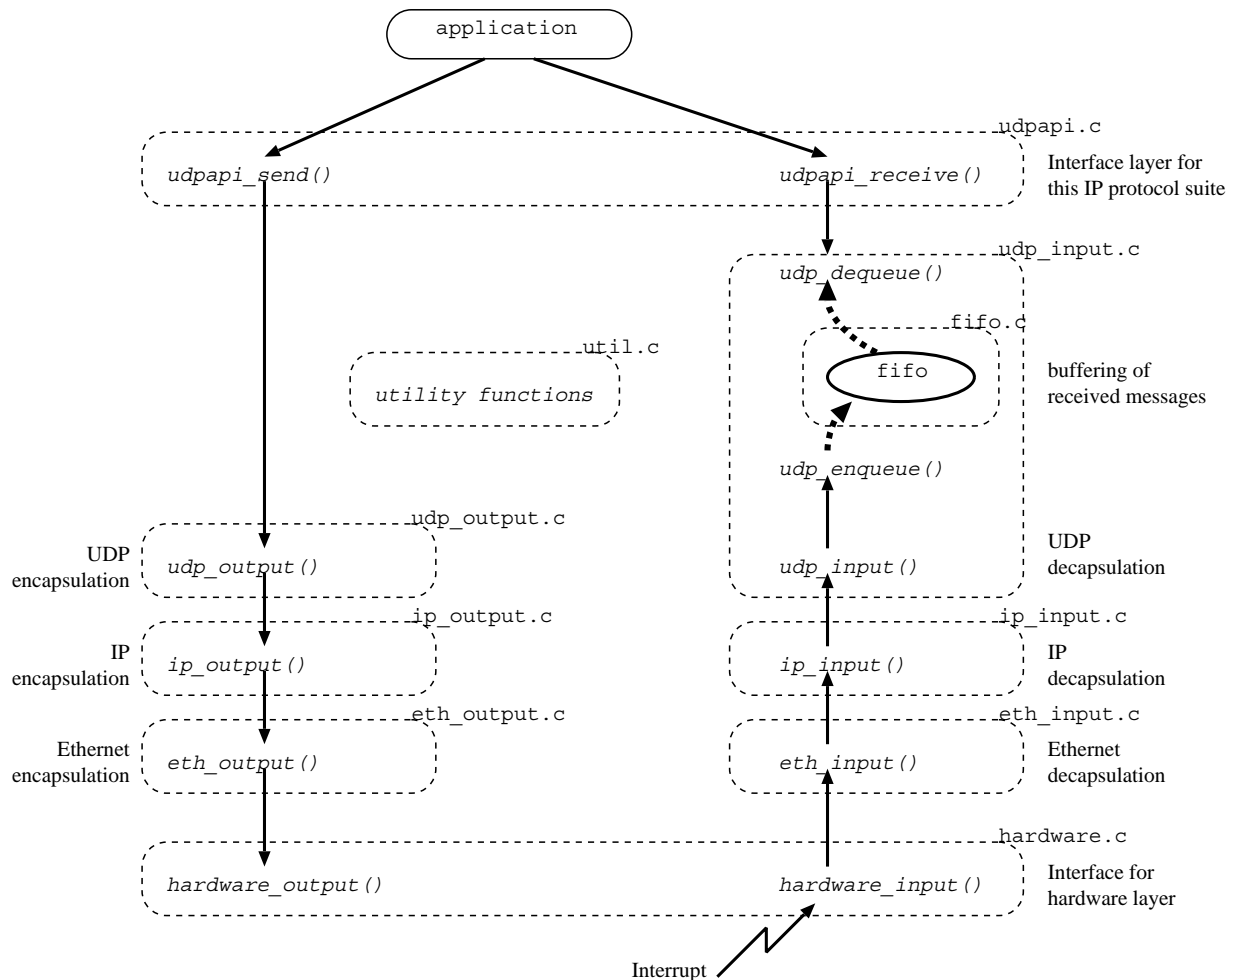 application
udpapi.c
udpapi_send()
udpapi_receive()
Interface layer for
this IP protocol suite
udp_input.c
udp_dequeue()
fifo.c
fifo
buffering of
received messages
util.c
utility functions
udp_enqueue()
udp_output.c
UDP
encapsulation
udp_output()
udp_input()
UDP
decapsulation
ip_output.c
IP
encapsulation
ip_output()
ip_input.c
ip_input()
IP
decapsulation
eth_output.c
Ethernet
encapsulation
eth_output()
eth_input.c
eth_input()
Ethernet
decapsulation
hardware.c
hardware_output()
hardware_input()
Interface for
hardware layer
Interrupt